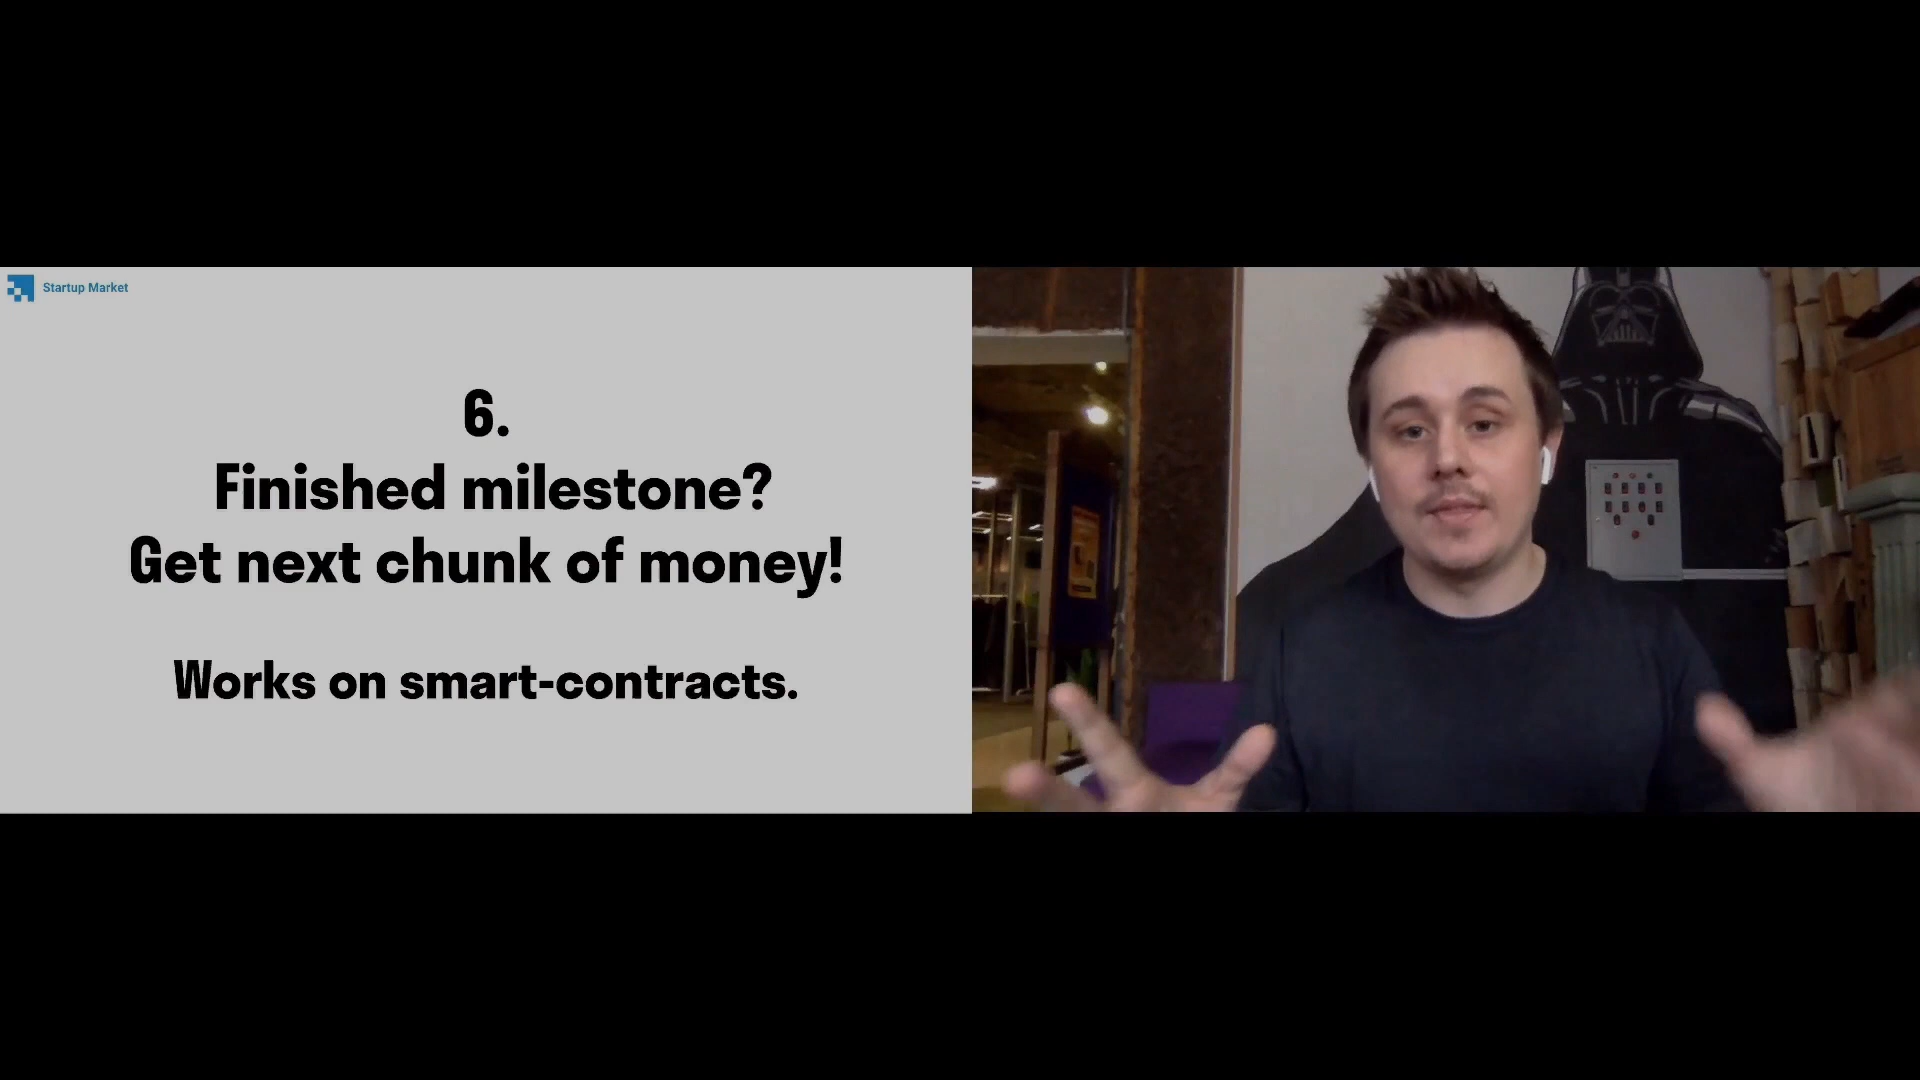 Startup Market
6.
Finished milestone?
Get next chunk of money!
Works on smart-contracts.